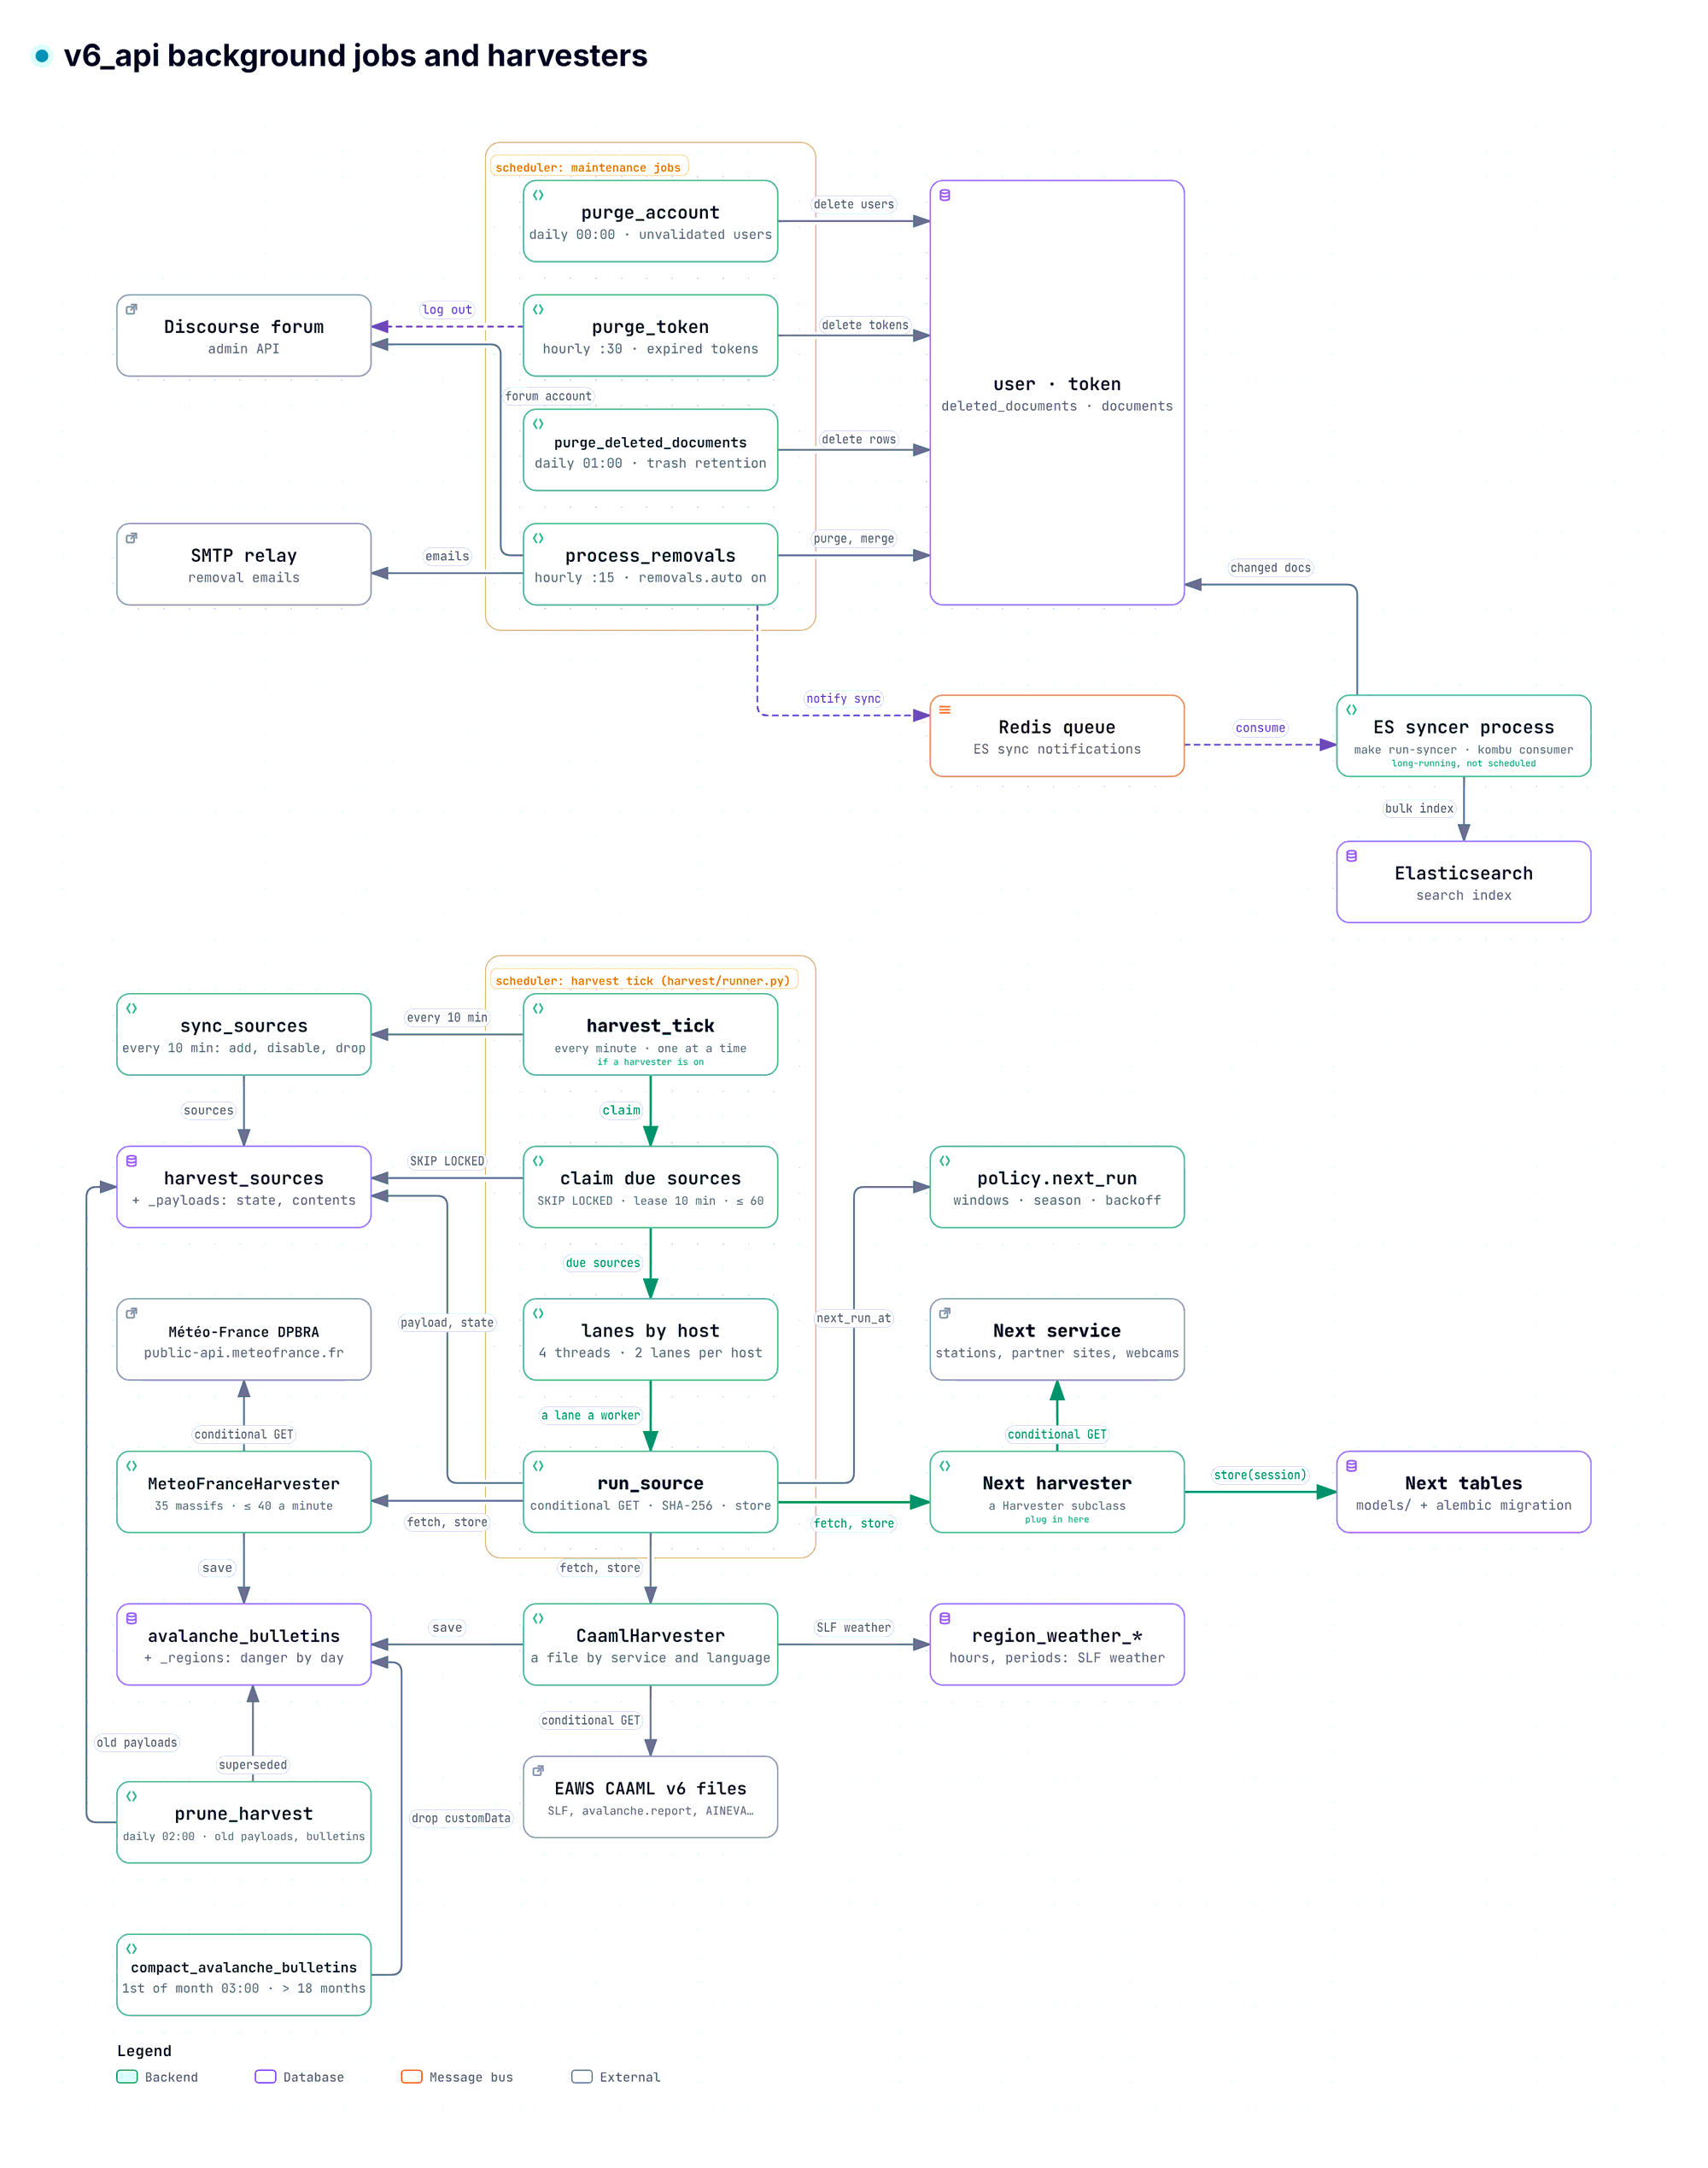 v6_api background jobs and harvesters
scheduler: maintenance jobs
purge_account
daily 00:00 · unvalidated users
delete users
user · token
deleted_documents · documents
Discourse forum
admin API
log out
purge_token
hourly :30 · expired tokens
delete tokens
forum account
purge_deleted_documents
daily 01:00 · trash retention
delete rows
SMTP relay
removal emails
emails
process_removals
hourly :15 · removals.auto on
purge, merge
changed docs
notify sync
Redis queue
ES sync notifications
consume
ES syncer process
make run-syncer · kombu consumer
long-running, not scheduled
bulk index
Elasticsearch
search index
scheduler: harvest tick (harvest/runner.py)
sync_sources
every 10 min: add, disable, drop
every 10 min
harvest_tick
every minute · one at a time
if a harvester is on
sources
claim
harvest_sources
+ _payloads: state, contents
SKIP LOCKED
claim due sources
SKIP LOCKED · lease 10 min · ≤ 60
policy.next_run
windows · season · backoff
due sources
Météo-France DPBRA
public-api.meteofrance.fr
payload, state
lanes by host
4 threads · 2 lanes per host
next_run_at
Next service
stations, partner sites, webcams
conditional GET
a lane a worker
conditional GET
MeteoFranceHarvester
35 massifs · ≤ 40 a minute
fetch, store
run_source
conditional GET · SHA-256 · store
fetch, store
Next harvester
a Harvester subclass
plug in here
store(session)
Next tables
models/ + alembic migration
save
fetch, store
avalanche_bulletins
+ _regions: danger by day
save
CaamlHarvester
a file by service and language
SLF weather
region_weather_*
hours, periods: SLF weather
old payloads
superseded
conditional GET
prune_harvest
daily 02:00 · old payloads, bulletins
drop customData
EAWS CAAML v6 files
SLF, avalanche.report, AINEVA…
compact_avalanche_bulletins
1st of month 03:00 · > 18 months
Legend
Backend
Database
Message bus
External